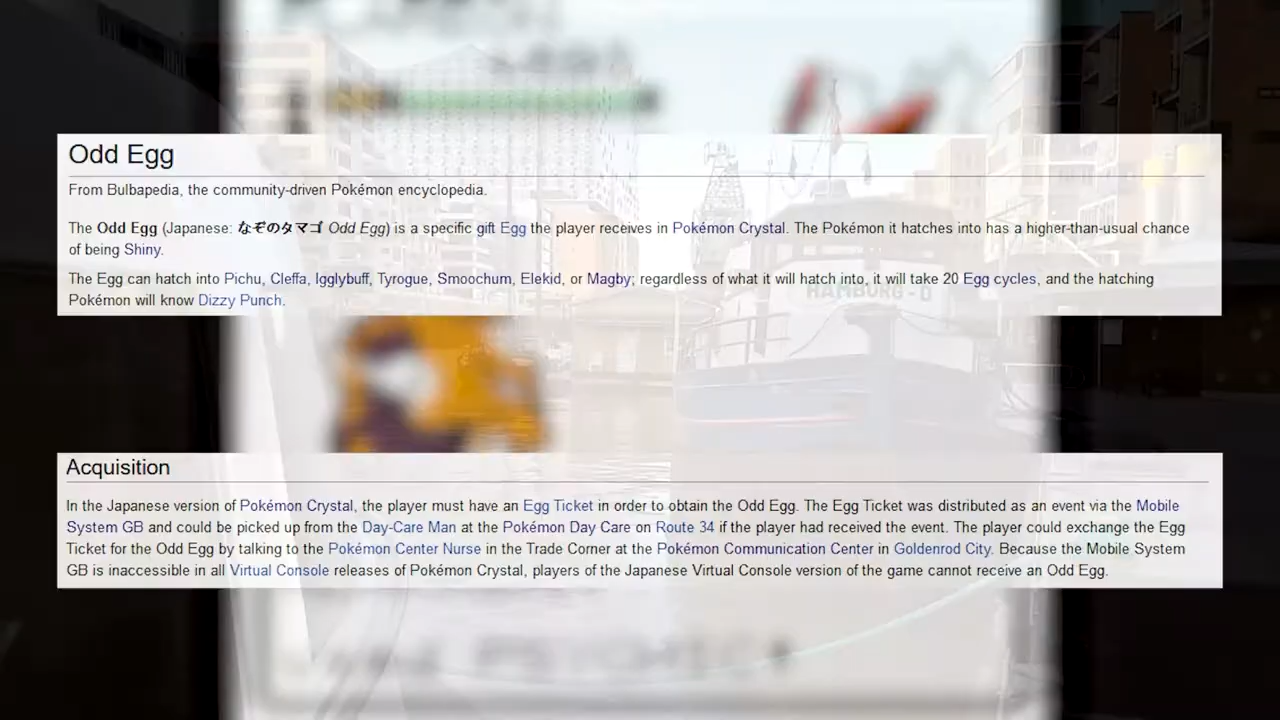 Odd Egg
From Bulbapedia, the community-driven Pokémon encyclopedia.
The Odd Egg (Japanese: なぞのタマゴ Odd Egg) is a specific gift Egg the player receives in Pokémon Crystal. The Pokémon it hatches into has a higher-than-usual chance
of being Shiny.
The Egg can hatch into Pichu, Cleffa, Igglybuff, Tyrogue, Smoochum, Elekid, or Magby; regardless of what it will hatch into, it will take 20 Egg cycles, and the hatching
Pokémon will know Dizzy Punch.
HAMBURG-
Acquisition
In the Japanese version of Pokémon Crystal, the player must have an Egg Ticket in order to obtain the Odd Egg. The Egg Ticket was distributed as an event via the Mobile
System GB and could be picked up from the Day-Care Man at the Pokémon Day Care on Route 34 if the player had received the event. The player could exchange the Egg
Ticket for the Odd Egg by talking to the Pokémon Center Nurse in the Trade Corner at the Pokémon Communication Center in Goldenrod City. Because the Mobile System
GB is inaccessible in all Virtual Console releases of Pokémon Crystal, players of the Japanese Virtual Console version of the game cannot receive an Odd Egg.